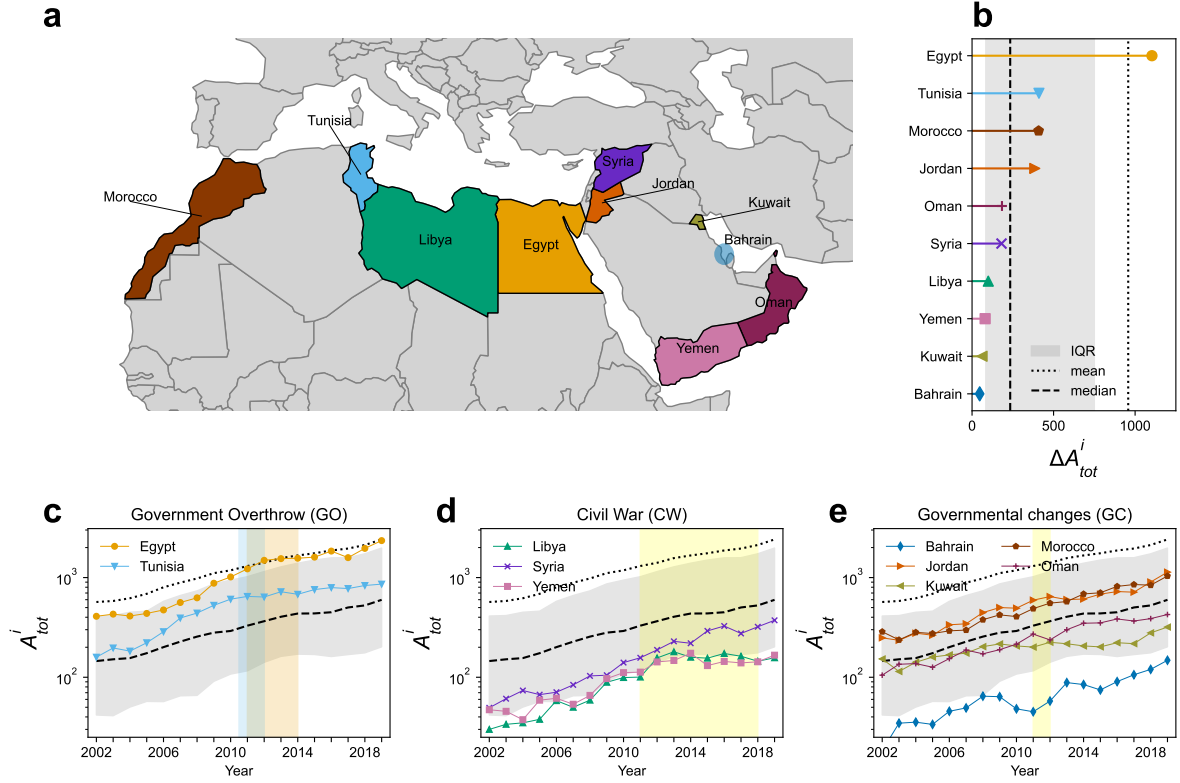 a
Tunisia
Morocco
Syria
Jordan
Kuwait
Libya
Egypt
Bahrain
Oman
Yemen
b
Egypt
Tunisia
Morocco
Jordan
Oman
Syria
Libya
Yemen
Kuwait
Bahrain
IQR
mean
median
0 500 1000
ΔA^i_tot
c
Government Overthrow (GO)
Egypt
Tunisia
10^3
10^2
A^i_tot
2002 2006 2010 2014 2018
Year
d
Civil War (CW)
Libya
Syria
Yemen
10^3
10^2
A^i_tot
2002 2006 2010 2014 2018
Year
e
Governmental changes (GC)
Bahrain
Jordan
Kuwait
Morocco
Oman
10^3
10^2
A^i_tot
2002 2006 2010 2014 2018
Year